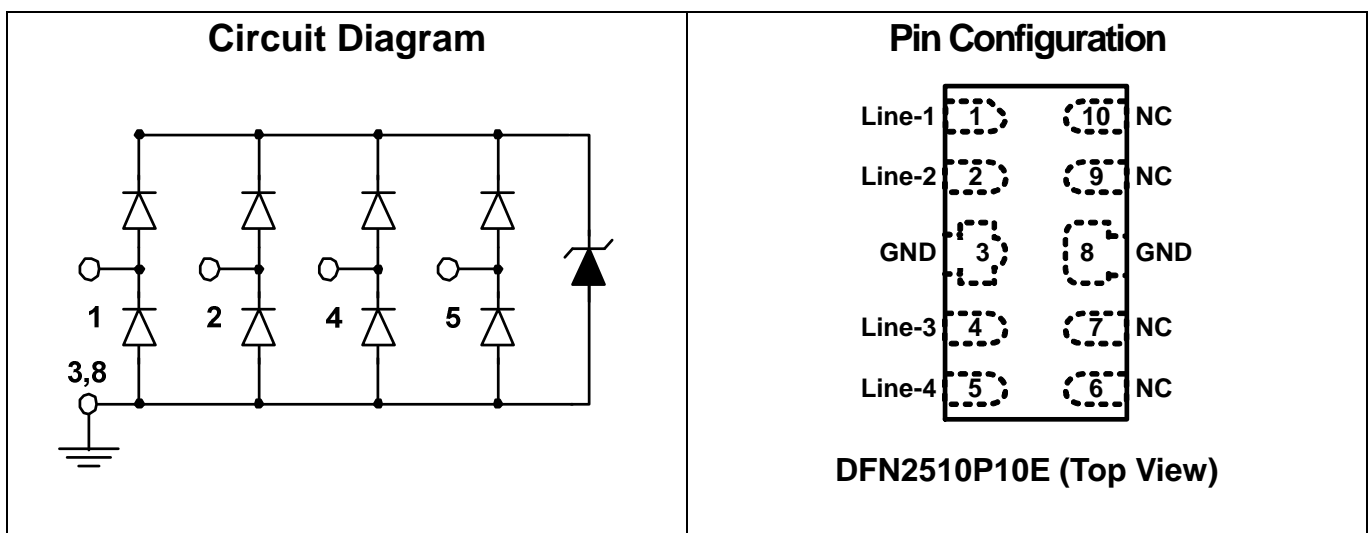 Circuit Diagram
1
2
4
5
3,8
Pin Configuration
Line-1 1 10 NC
Line-2 2 9 NC
GND 3 8 GND
Line-3 4 7 NC
Line-4 5 6 NC
DFN2510P10E (Top View)